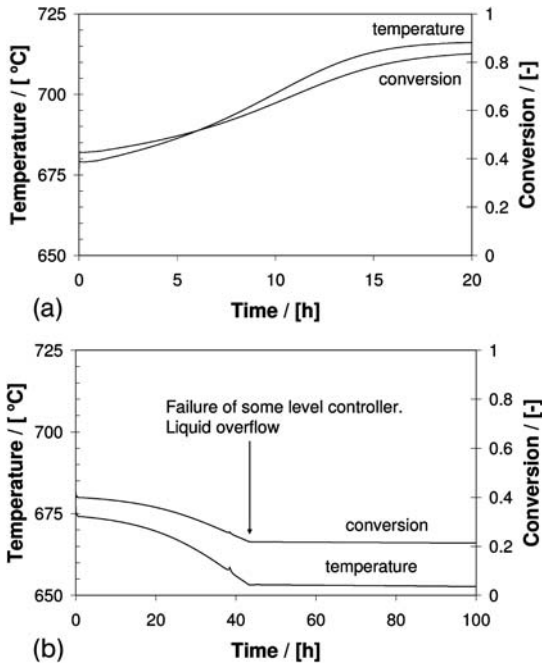 725
700
675
650
Temperature / [ °C]
1
0.8
0.6
0.4
0.2
0
Conversion / [-]
temperature
conversion
0
5
10
15
20
Time / [h]
(a)
725
700
675
650
Temperature / [ °C]
1
0.8
0.6
0.4
0.2
0
Conversion / [-]
Failure of some level controller.
Liquid overflow
conversion
temperature
0
20
40
60
80
100
Time / [h]
(b)